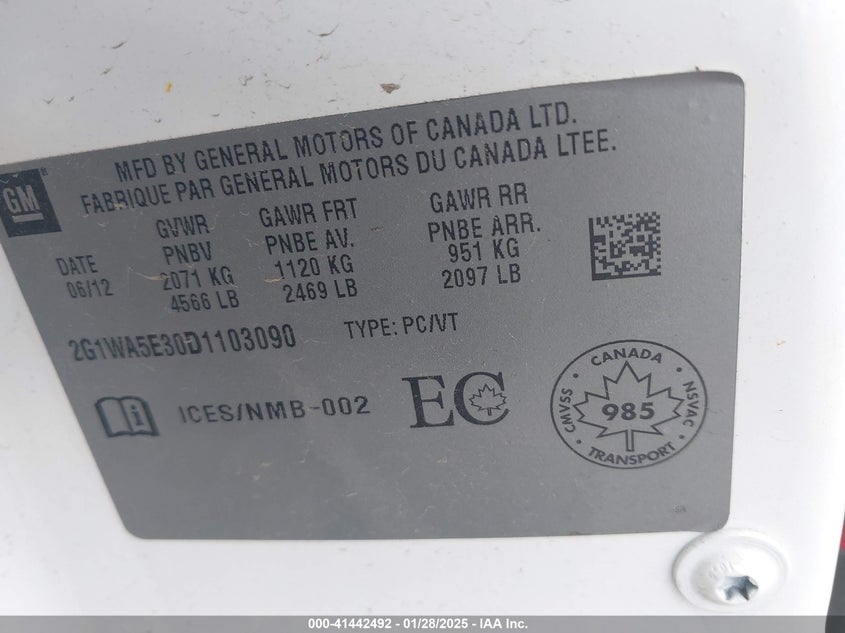 MFD BY GENERAL MOTORS OF CANADA LTD.
FABRIQUE PAR GENERAL MOTORS DU CANADA LTEE.
GM
DATE
06/12
GVWR
PNBV
2071 KG
4566 LB
GAWR FRT
PNBE AV.
1120 KG
2469 LB
GAWR RR
PNBE ARR.
951 KG
2097 LB
2G1WA5E30D1103090
TYPE: PC/VT
ICES/NMB-002
EC
CANADA
CMVSS
985
NSVAC
TRANSPORT
000-41442492 - 01/28/2025 - IAA Inc.